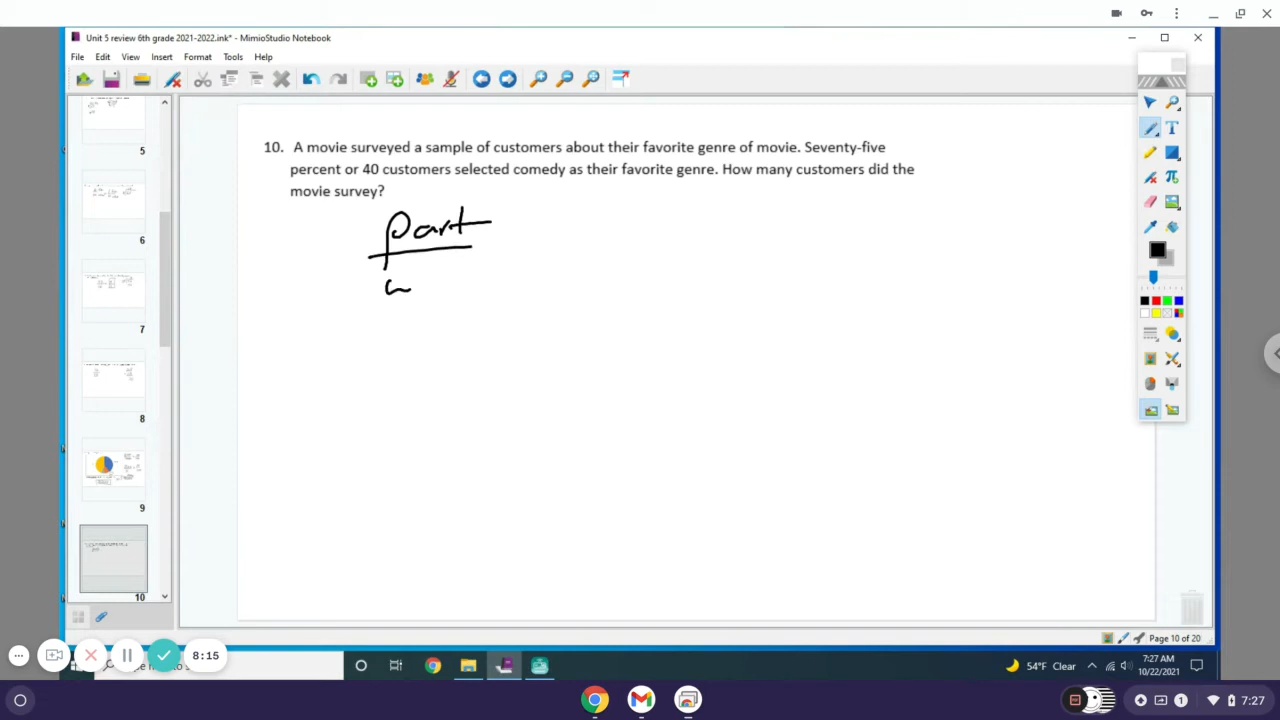 Unit 5 review 6th grade 2021-2022.ink* - MimioStudio Notebook
File Edit View Insert Format Tools Help
10. A movie surveyed a sample of customers about their favorite genre of movie. Seventy-five
percent or 40 customers selected comedy as their favorite genre. How many customers did the
movie survey?
part
5
6
7
8
9
10
Page 10 of 20
8:15
54°F Clear
7:27 AM
10/22/2021
1
7:27